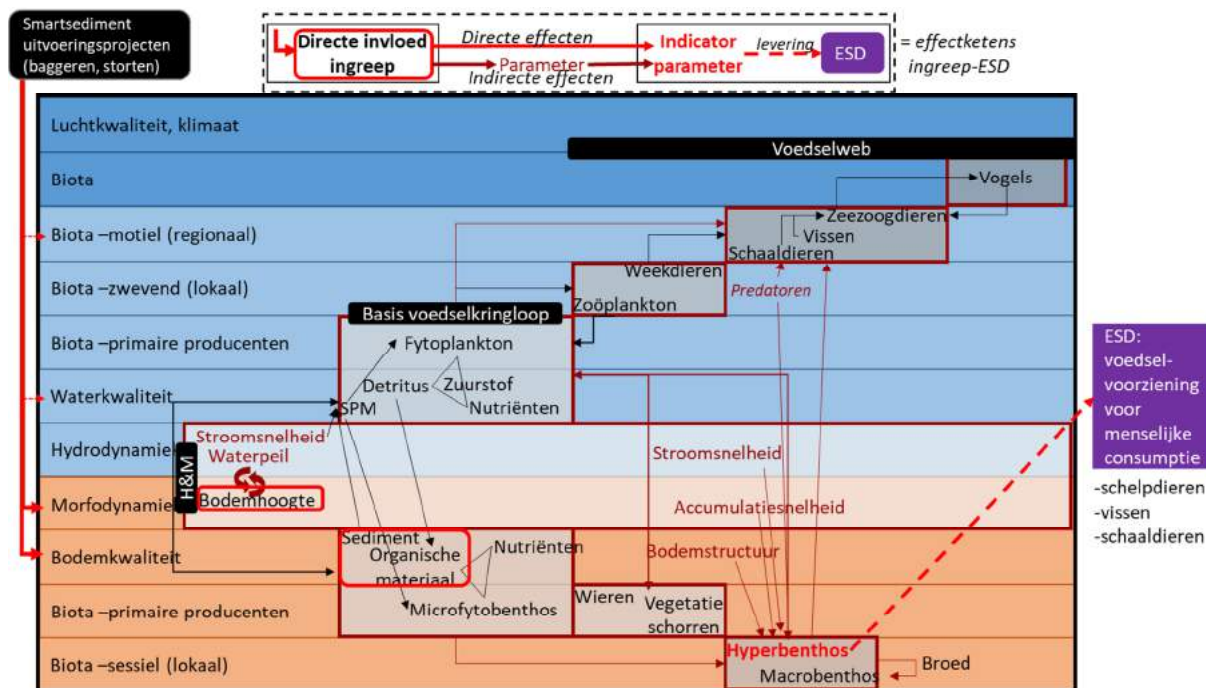 Smartsediment
uitvoeringsprojecten
(baggeren, storten)
Directe invloed
ingreep
Directe effecten
Parameter
Indirecte effecten
Indicator
parameter
levering
ESD
= effectketens
ingreep-ESD
Luchtkwaliteit, klimaat
Voedselweb
Biota
Vogels
Biota –motiel (regionaal)
Zeezoogdieren
Vissen
Schaaldieren
Biota –zwevend (lokaal)
Weekdieren
Zoöplankton
Predatoren
Basis voedselkringloop
Biota –primaire producenten
Fytoplankton
Waterkwaliteit
Detritus
Zuurstof
Nutriënten
SPM
Hydrodynamie
H&M
Stroomsnelheid
Waterpeil
Stroomsnelheid
Morfodynamie
Bodemhoogte
Accumulatiesnelheid
Bodemkwaliteit
Sediment
Organische
materiaal
Nutriënten
Bodemstructuur
Biota –primaire producenten
Microfytobenthos
Wieren
Vegetatie
schorren
Biota –sessiel (lokaal)
Hyperbenthos
Macrobenthos
Broed
ESD:
voedsel-
voorziening
voor
menselijke
consumptie
-schelpdieren
-vissen
-schaaldieren